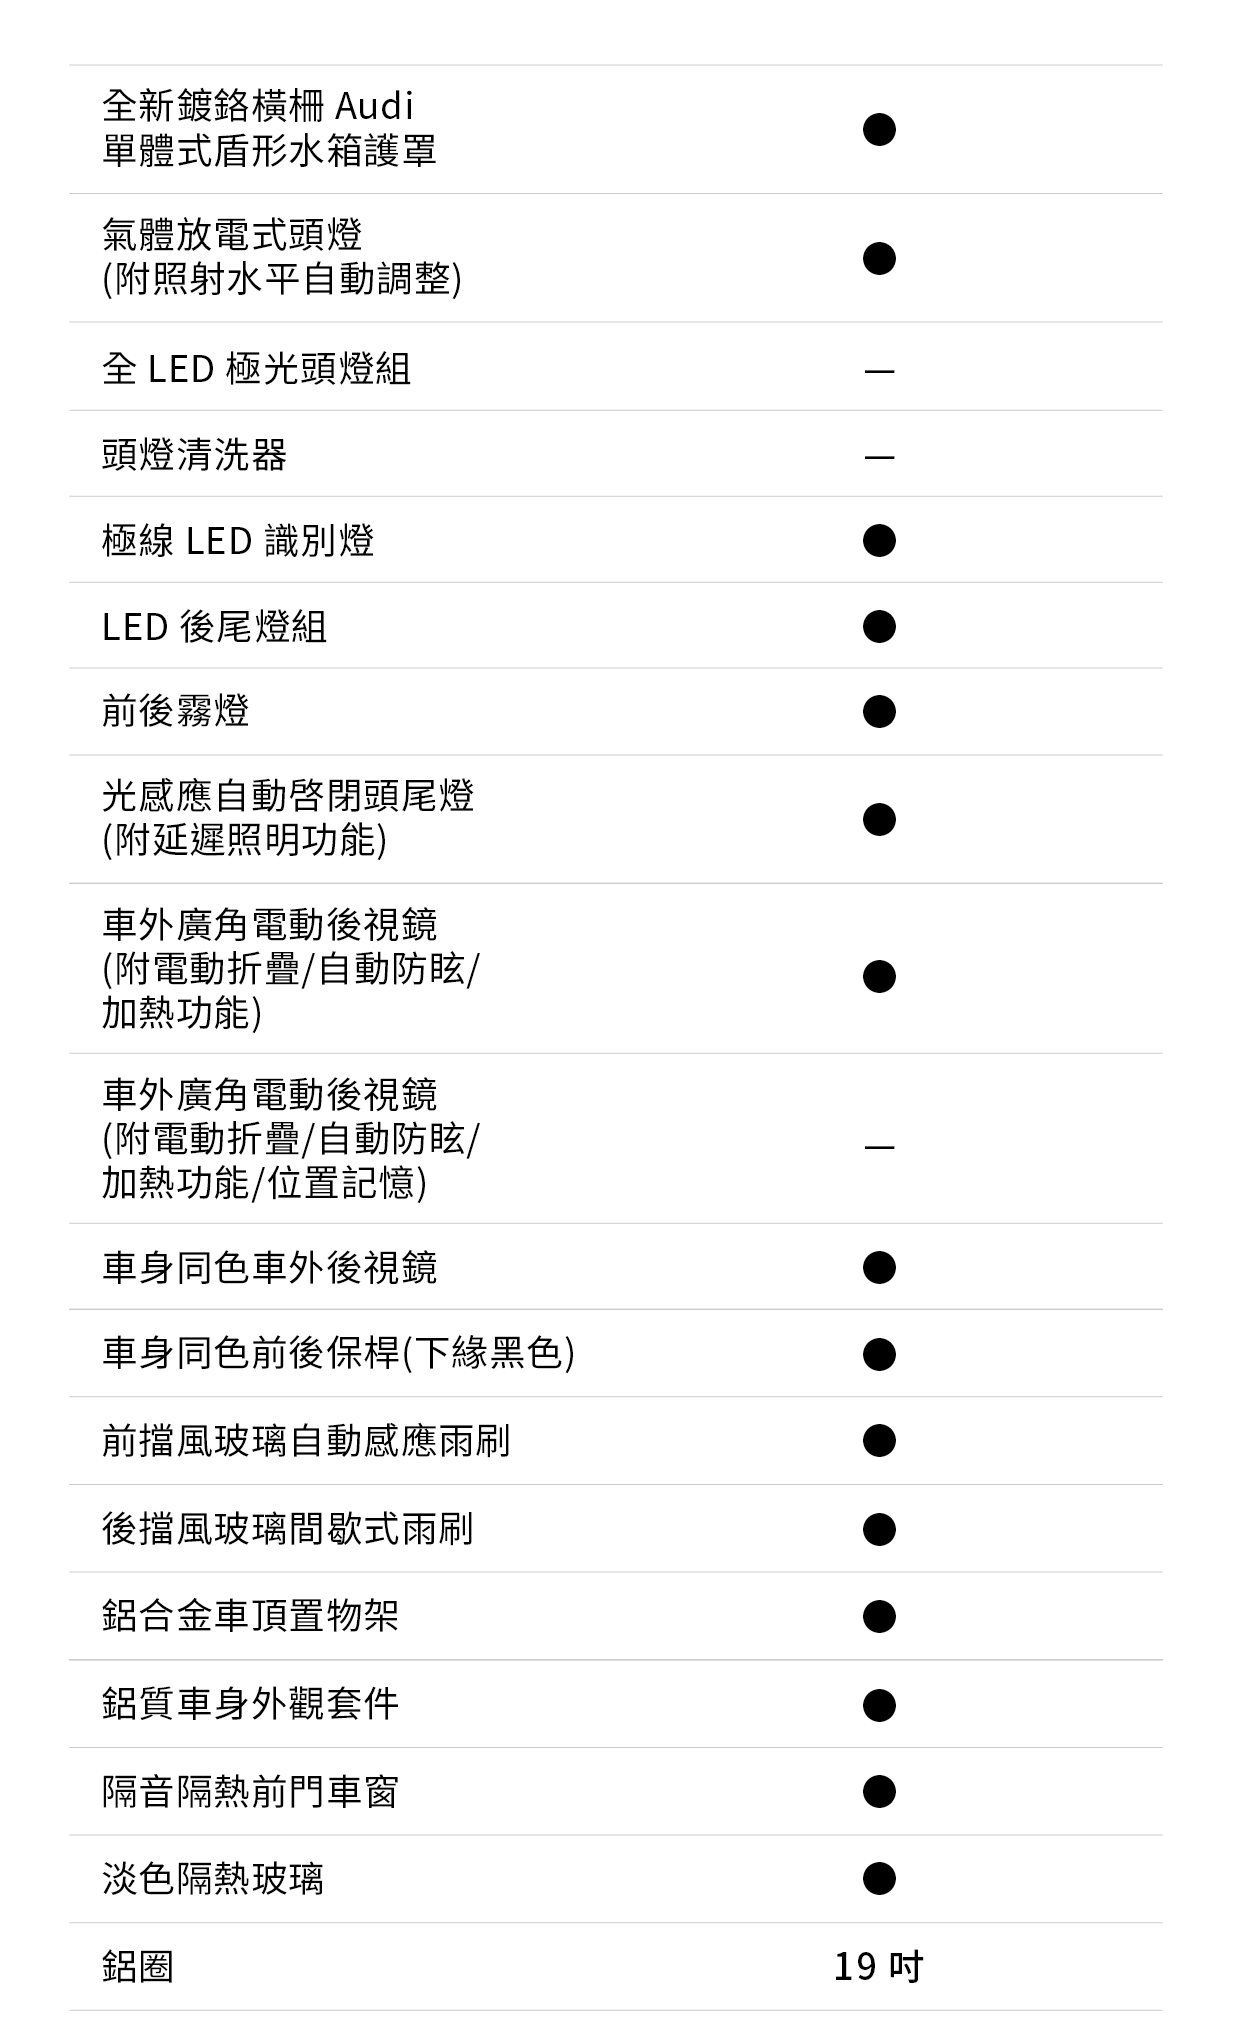 全新鍍鉻橫柵 Audi
單體式盾形水箱護罩
●
氣體放電式頭燈
(附照射水平自動調整)
●
全 LED 極光頭燈組
—
頭燈清洗器
—
極線 LED 識別燈
●
LED 後尾燈組
●
前後霧燈
●
光感應自動啓閉頭尾燈
(附延遲照明功能)
●
車外廣角電動後視鏡
(附電動折疊/自動防眩/
加熱功能)
●
車外廣角電動後視鏡
(附電動折疊/自動防眩/
加熱功能/位置記憶)
—
車身同色車外後視鏡
●
車身同色前後保桿(下緣黑色)
●
前擋風玻璃自動感應雨刷
●
後擋風玻璃間歇式雨刷
●
鋁合金車頂置物架
●
鋁質車身外觀套件
●
隔音隔熱前門車窗
●
淡色隔熱玻璃
●
鋁圈
19 吋